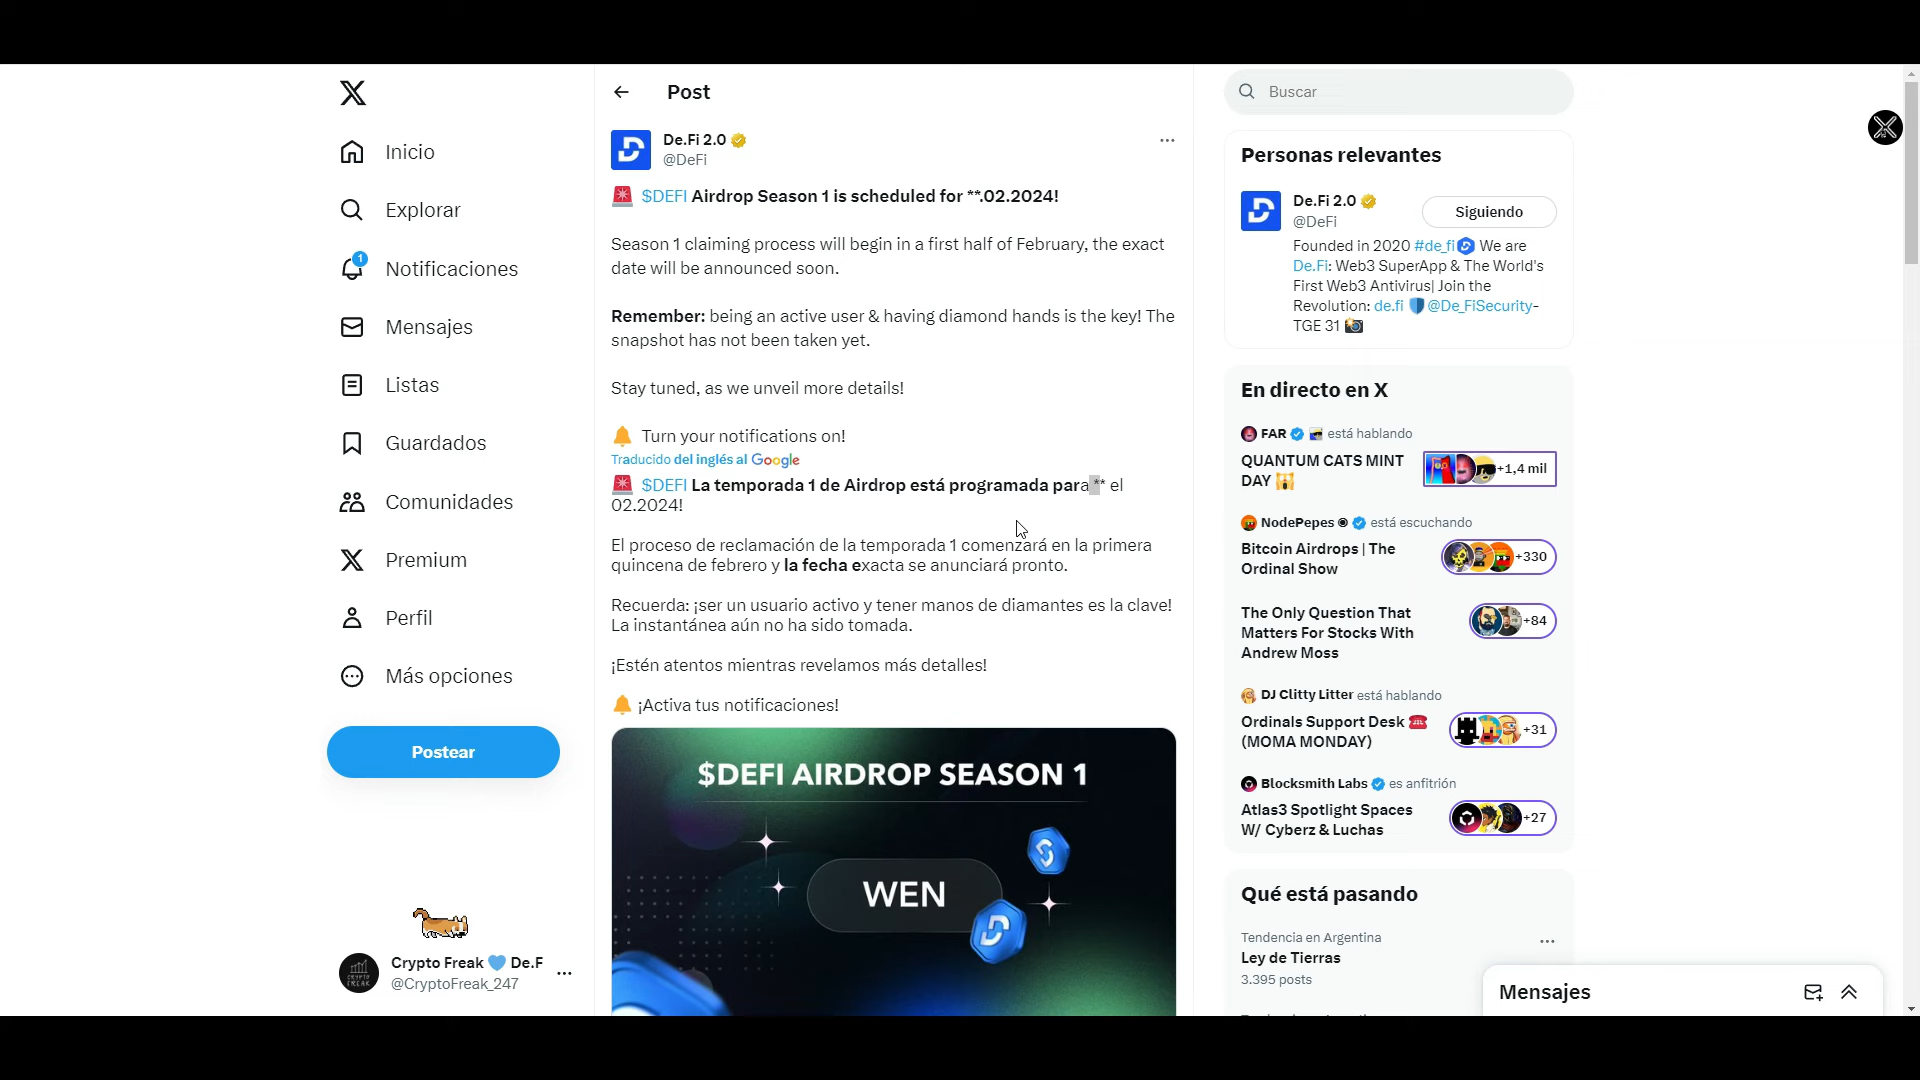 Inicio
Explorar
1
Notificaciones
Mensajes
Listas
Guardados
Comunidades
Premium
Perfil
Más opciones
Postear
Crypto Freak 💙 De.F
@CryptoFreak_247
Post
De.Fi 2.0
@DeFi
🚨 $DEFI Airdrop Season 1 is scheduled for **.02.2024!
Season 1 claiming process will begin in a first half of February, the exact
date will be announced soon.
Remember: being an active user & having diamond hands is the key! The
snapshot has not been taken yet.
Stay tuned, as we unveil more details!
🔔 Turn your notifications on!
Traducido del inglés al Google
🚨 $DEFI La temporada 1 de Airdrop está programada para ** el
02.2024!
El proceso de reclamación de la temporada 1 comenzará en la primera
quincena de febrero y la fecha exacta se anunciará pronto.
Recuerda: ¡ser un usuario activo y tener manos de diamantes es la clave!
La instantánea aún no ha sido tomada.
¡Estén atentos mientras revelamos más detalles!
🔔 ¡Activa tus notificaciones!
$DEFI AIRDROP SEASON 1
WEN
Buscar
Personas relevantes
De.Fi 2.0
@DeFi
Siguiendo
Founded in 2020 #de_fi We are
De.Fi: Web3 SuperApp & The World's
First Web3 Antivirus| Join the
Revolution: de.fi 🛡️@De_FiSecurity-
TGE 31 📸
En directo en X
FAR está hablando
QUANTUM CATS MINT
DAY 🙀
+1,4 mil
NodePepes está escuchando
Bitcoin Airdrops | The
Ordinal Show
+330
The Only Question That
Matters For Stocks With
Andrew Moss
+84
DJ Clitty Litter está hablando
Ordinals Support Desk ☎️
(MOMA MONDAY)
+31
Blocksmith Labs es anfitrión
Atlas3 Spotlight Spaces
W/ Cyberz & Luchas
+27
Qué está pasando
Tendencia en Argentina
Ley de Tierras
3.395 posts
Mensajes